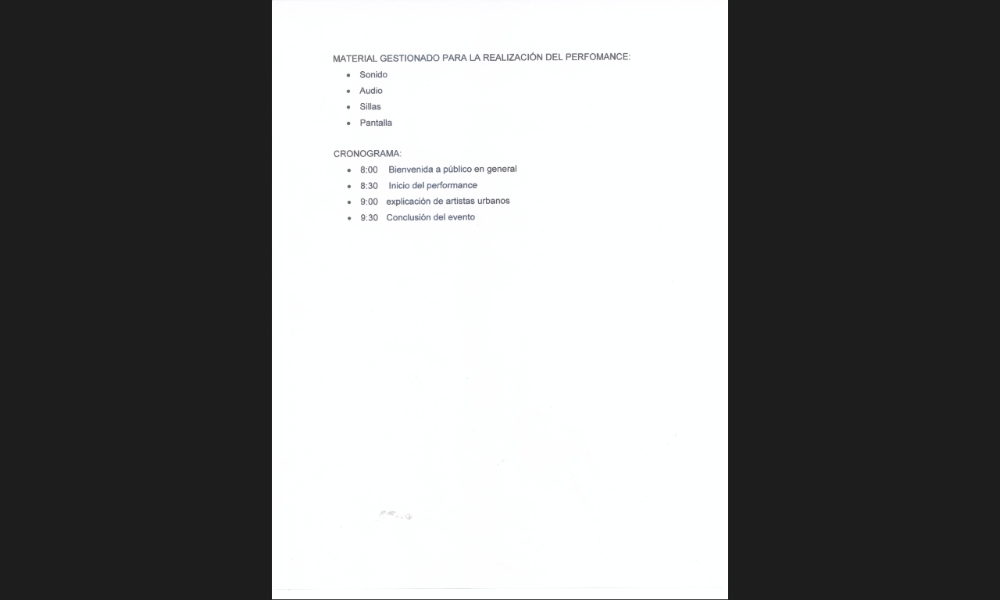 MATERIAL GESTIONADO PARA LA REALIZACIÓN DEL PERFOMANCE:
• Sonido
• Audio
• Sillas
• Pantalla
CRONOGRAMA:
• 8:00 Bienvenida a público en general
• 8:30 Inicio del performance
• 9:00 explicación de artistas urbanos
• 9:30 Conclusión del evento